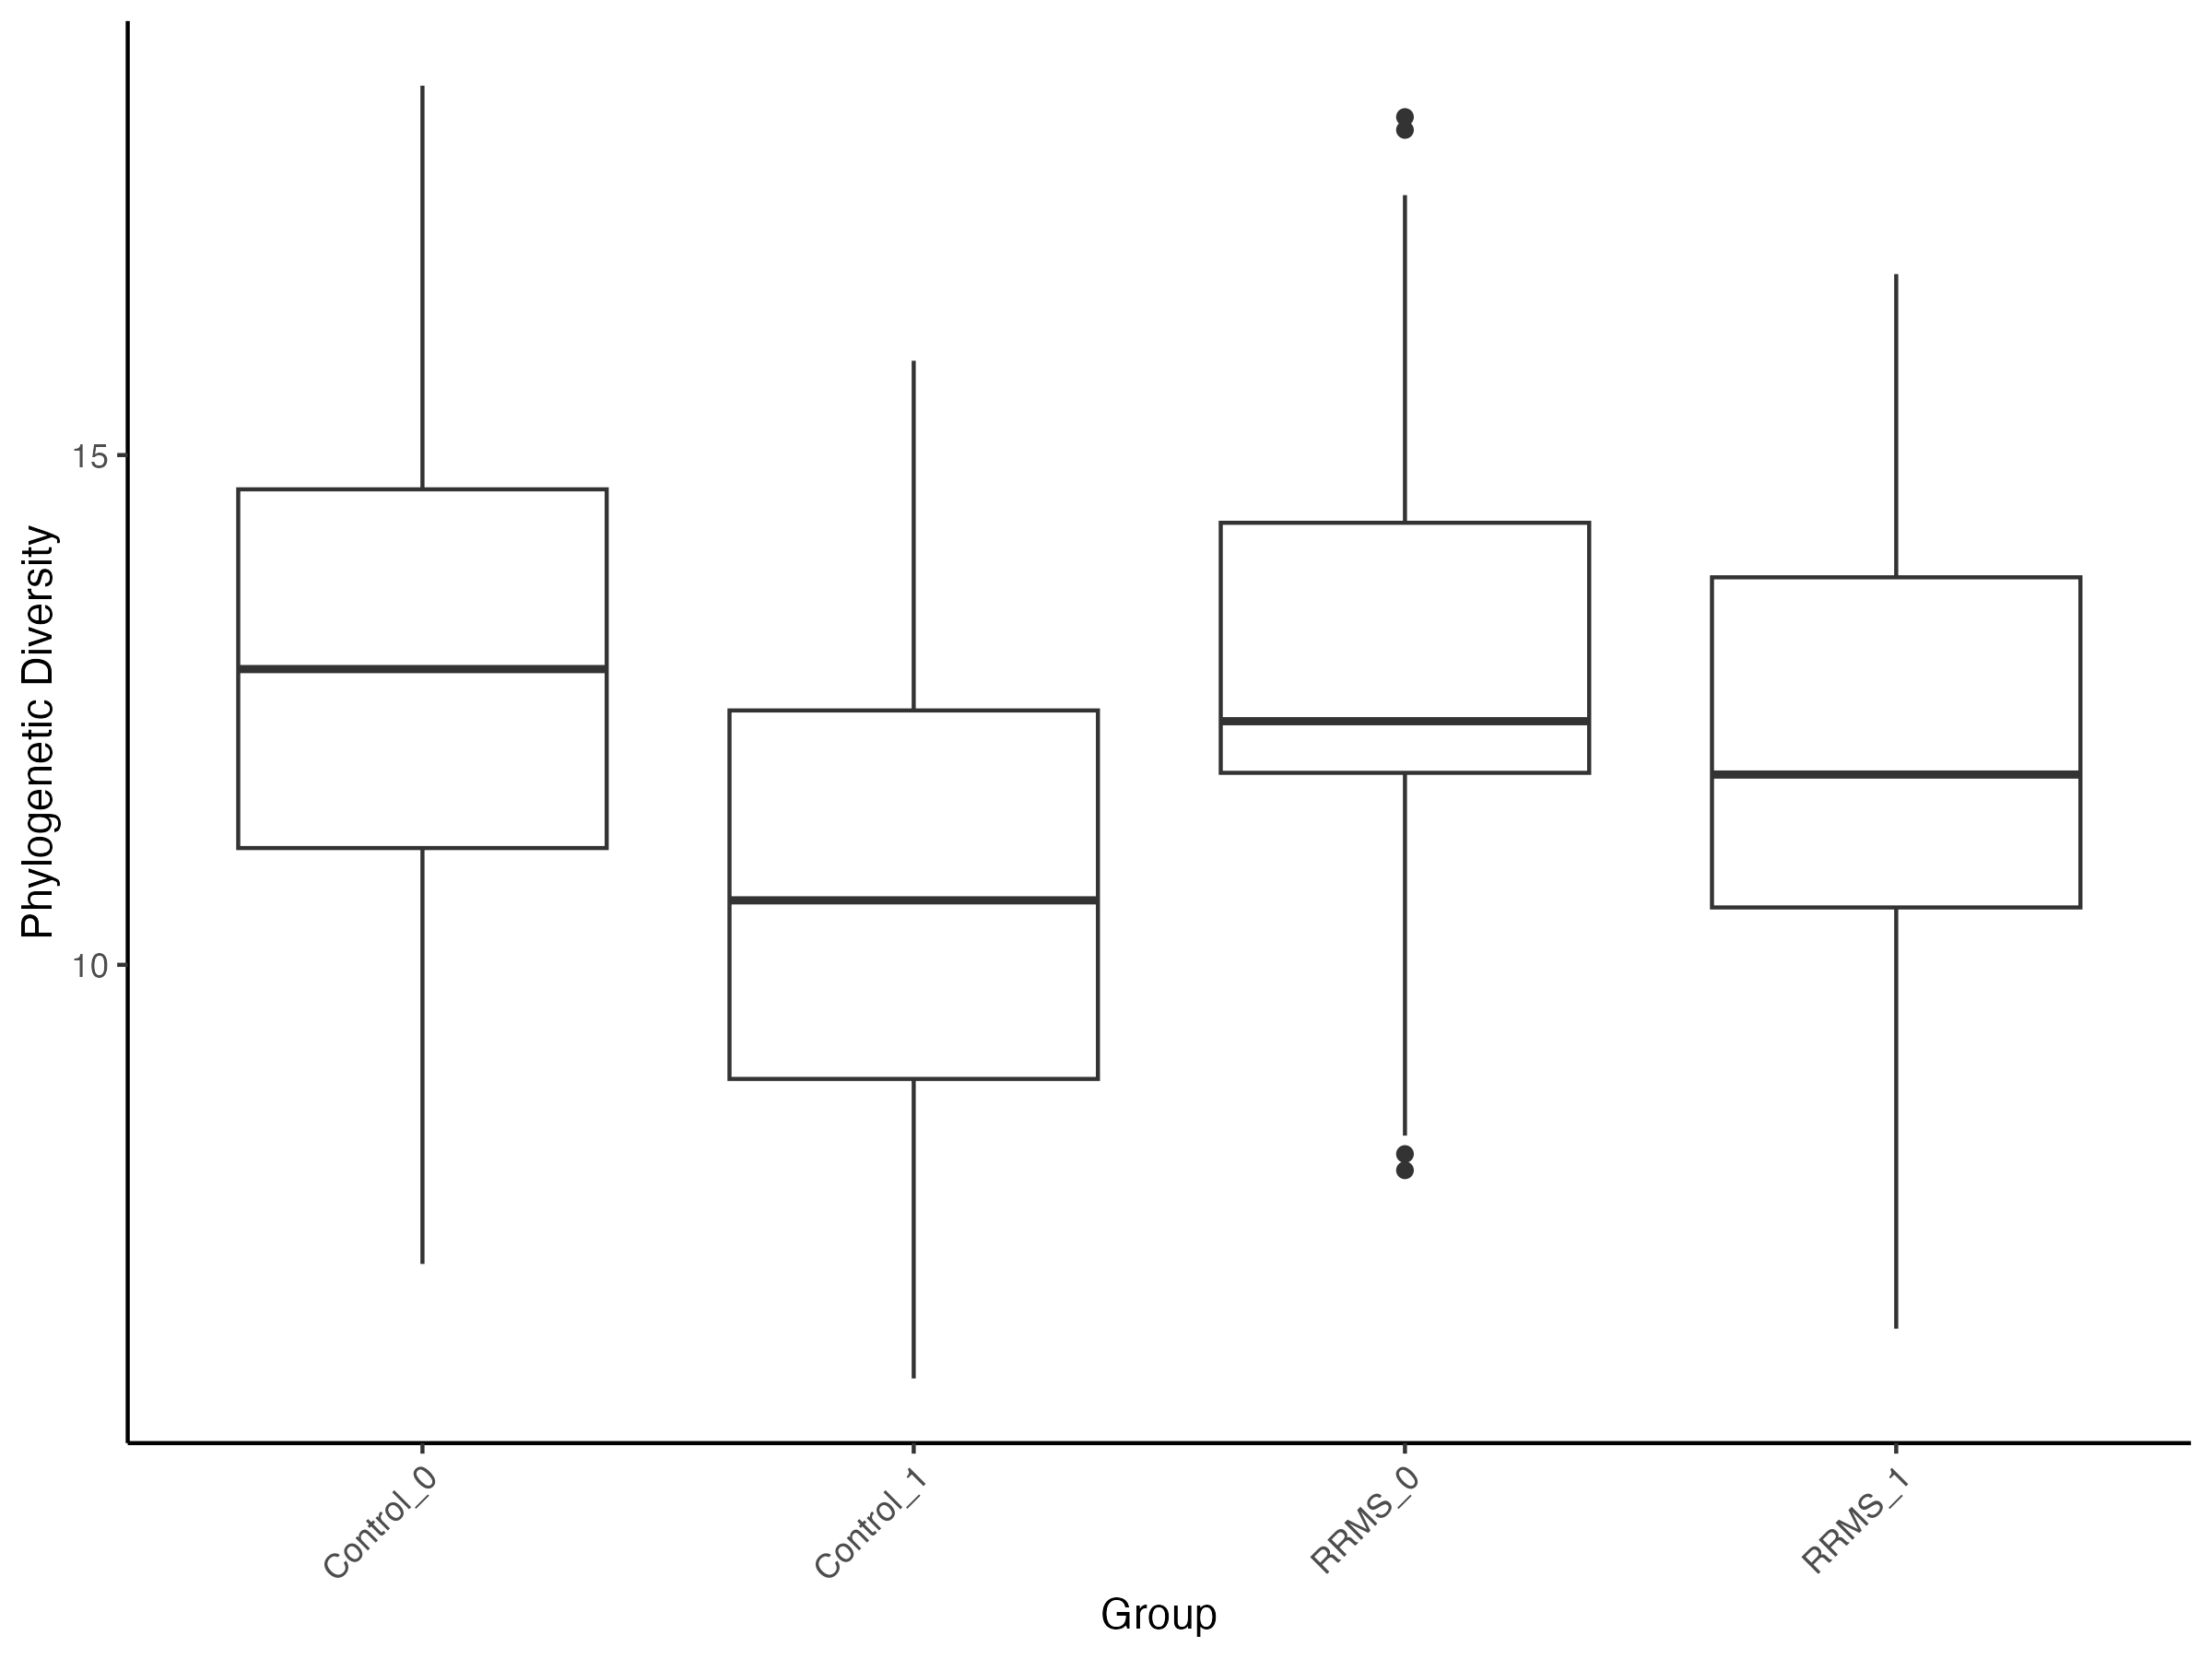 Phylogenetic Diversity
15
10
Control_0
Control_1
RRMS_0
RRMS_1
Group